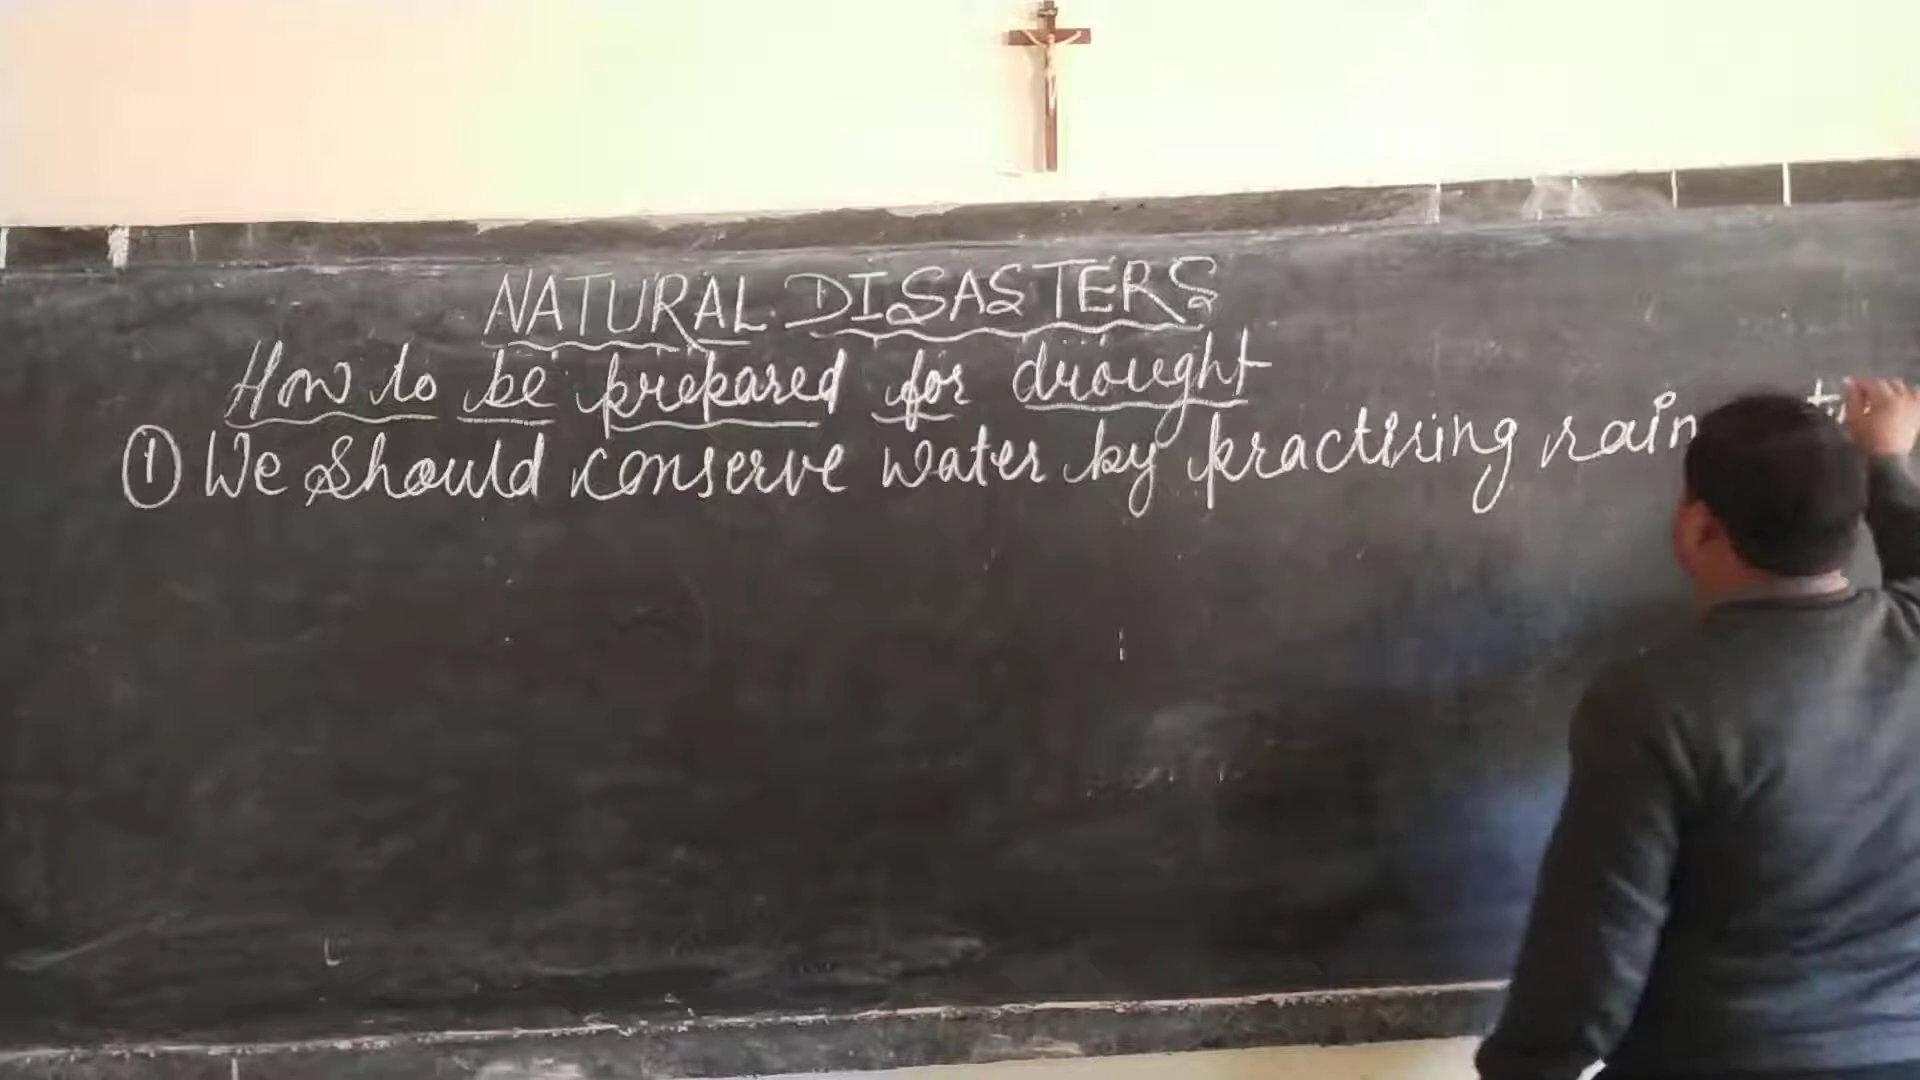 NATURAL DISASTERS
How to be prepared for drought
① We should conserve water by practising rain